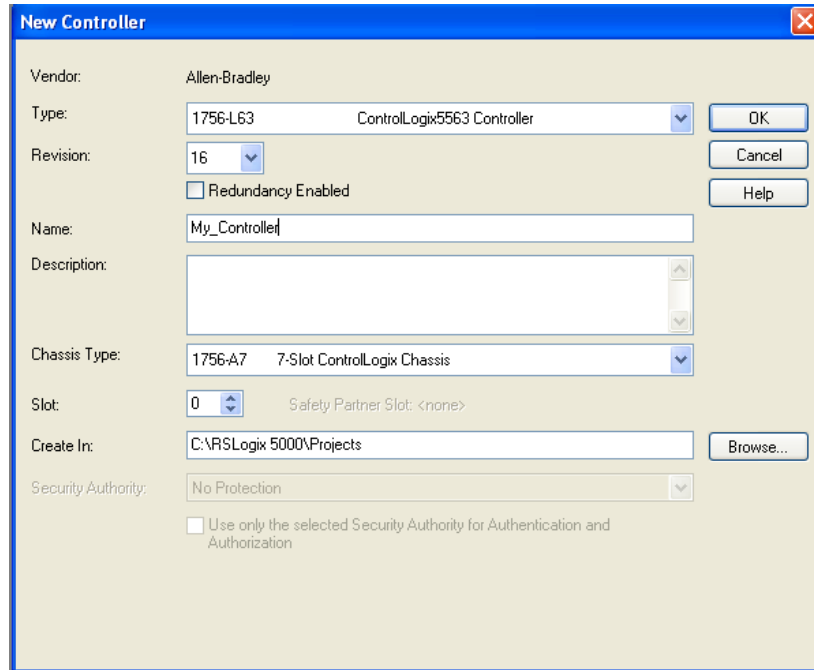 New Controller
Vendor: Allen-Bradley
Type: 1756-L63 ControlLogix5563 Controller OK
Revision: 16 Cancel
Redundancy Enabled Help
Name: My_Controller
Description:
Chassis Type: 1756-A7 7-Slot ControlLogix Chassis
Slot: 0 Safety Partner Slot: <none>
Create In: C:\RSLogix 5000\Projects Browse...
Security Authority: No Protection
Use only the selected Security Authority for Authentication and
Authorization